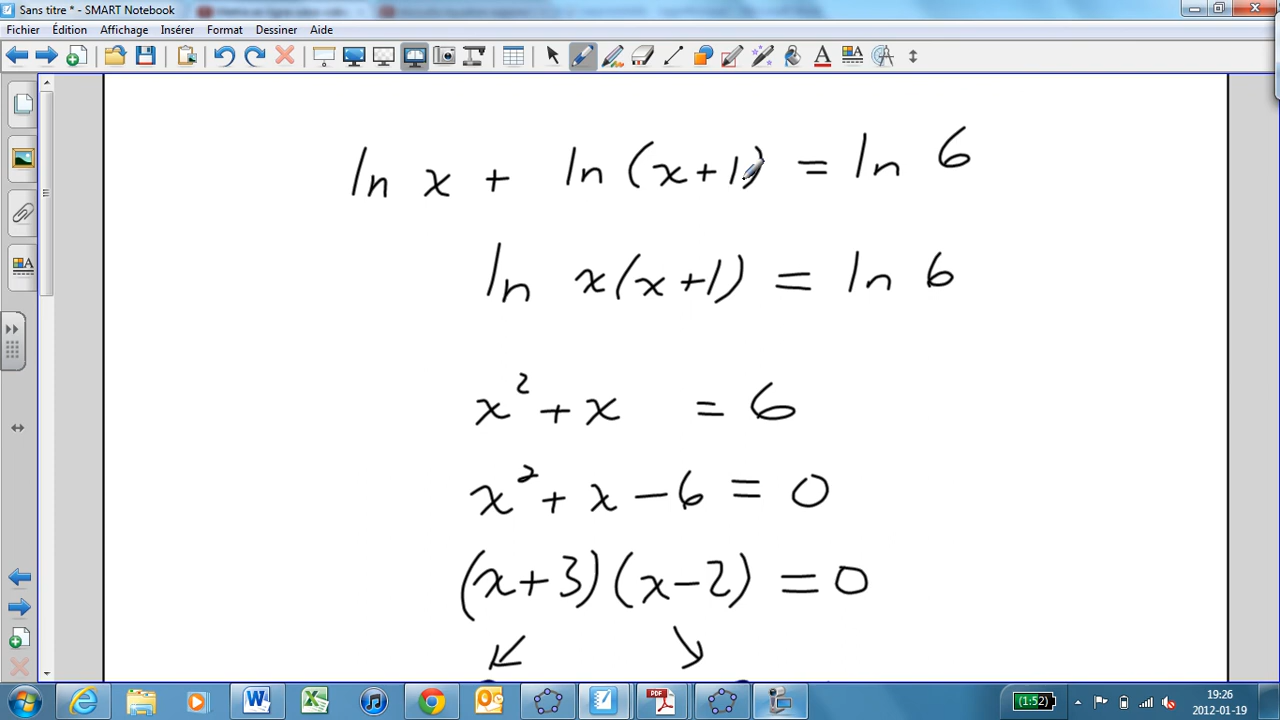 Sans titre * - SMART Notebook
Fichier Édition Affichage Insérer Format Dessiner Aide
ln x + ln (x+1) = ln 6
ln x(x+1) = ln 6
x² + x = 6
x² + x - 6 = 0
(x+3)(x-2) = 0
(1:52)
19:26
2012-01-19